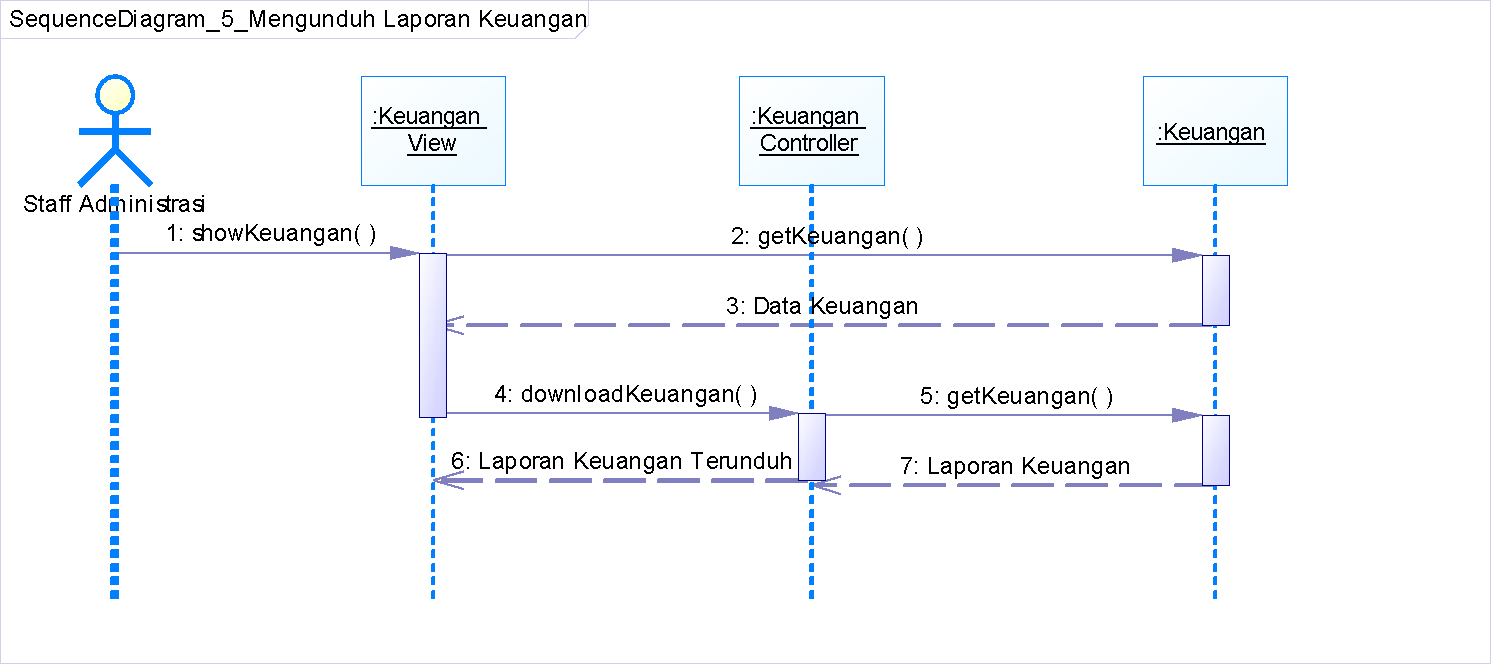 SequenceDiagram_5_Mengunduh Laporan Keuangan
:Keuangan
View
:Keuangan
Controller
:Keuangan
Staff Administrasi
1: showKeuangan( )
2: getKeuangan( )
3: Data Keuangan
4: downloadKeuangan( )
5: getKeuangan( )
6: Laporan Keuangan Terunduh
7: Laporan Keuangan